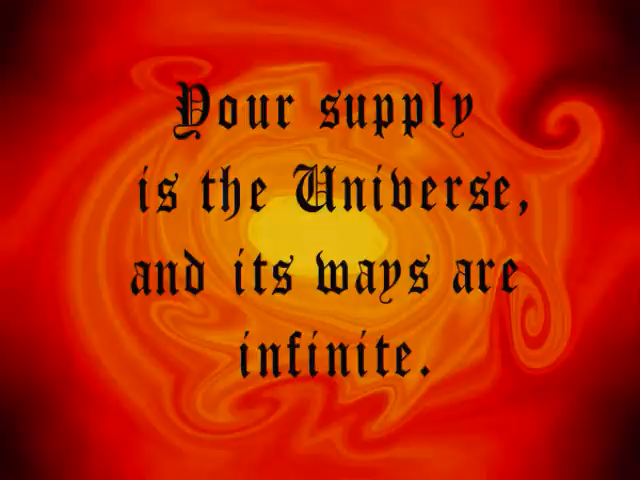 Your supply
is the Universe,
and its ways are
infinite.